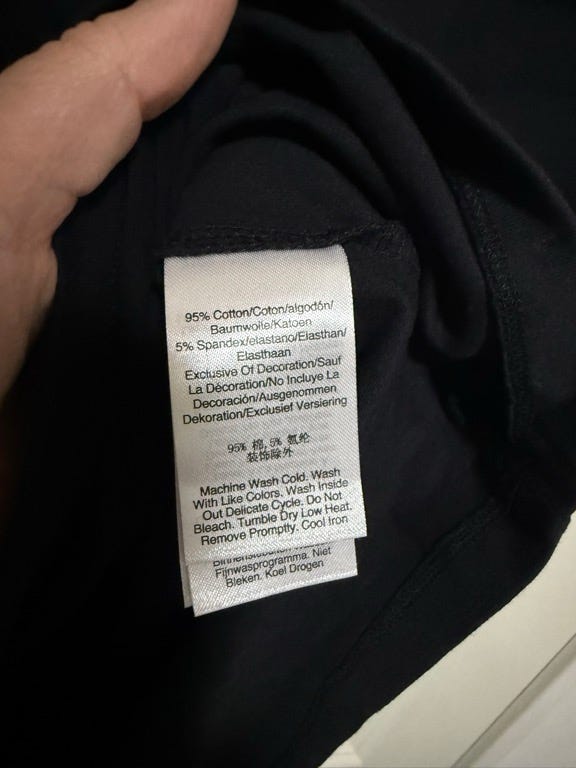 95% Cotton/Coton/algodón/
Baumwolle/Katoen
5% Spandex/elastano/Elasthan/
Elasthaan
Exclusive Of Decoration/Sauf
La Décoration/No Incluye La
Decoración/Ausgenommen
Dekoration/Exclusief Versiering
95% 棉, 5% 氨纶
装饰除外
Machine Wash Cold. Wash
With Like Colors, Wash Inside
Out Delicate Cycle. Do Not
Bleach. Tumble Dry Low Heat.
Remove Promptly. Cool Iron
Fijnwasprogramma. Niet
Bleken. Koel Drogen